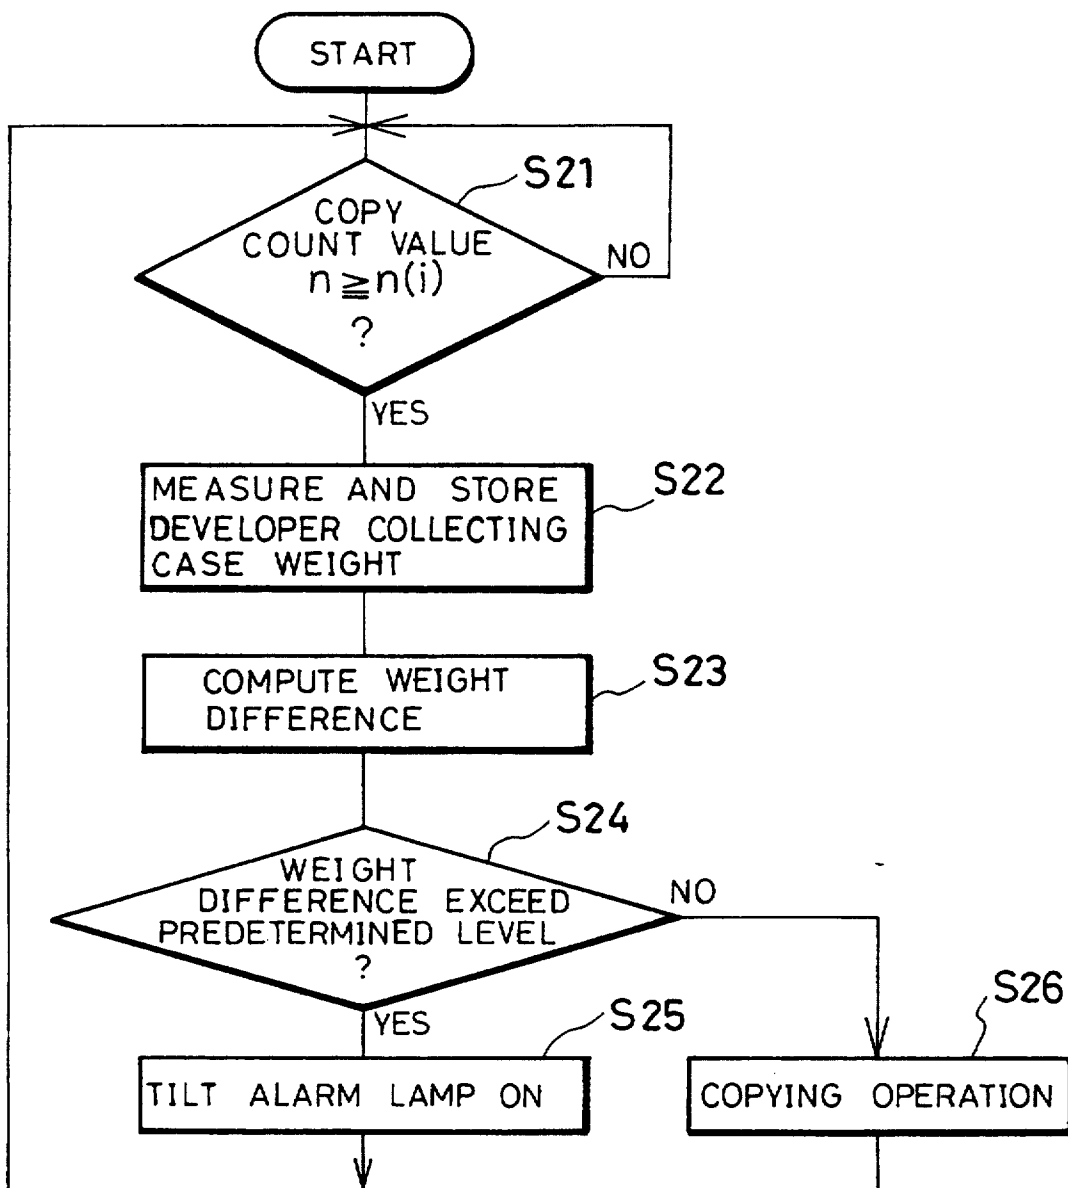 START
S21
COPY
COUNT VALUE
n≧n(i)
?
NO
YES
S22
MEASURE AND STORE
DEVELOPER COLLECTING
CASE WEIGHT
S23
COMPUTE WEIGHT
DIFFERENCE
S24
WEIGHT
DIFFERENCE EXCEED
PREDETERMINED LEVEL
?
NO
YES
S25
TILT ALARM LAMP ON
S26
COPYING OPERATION